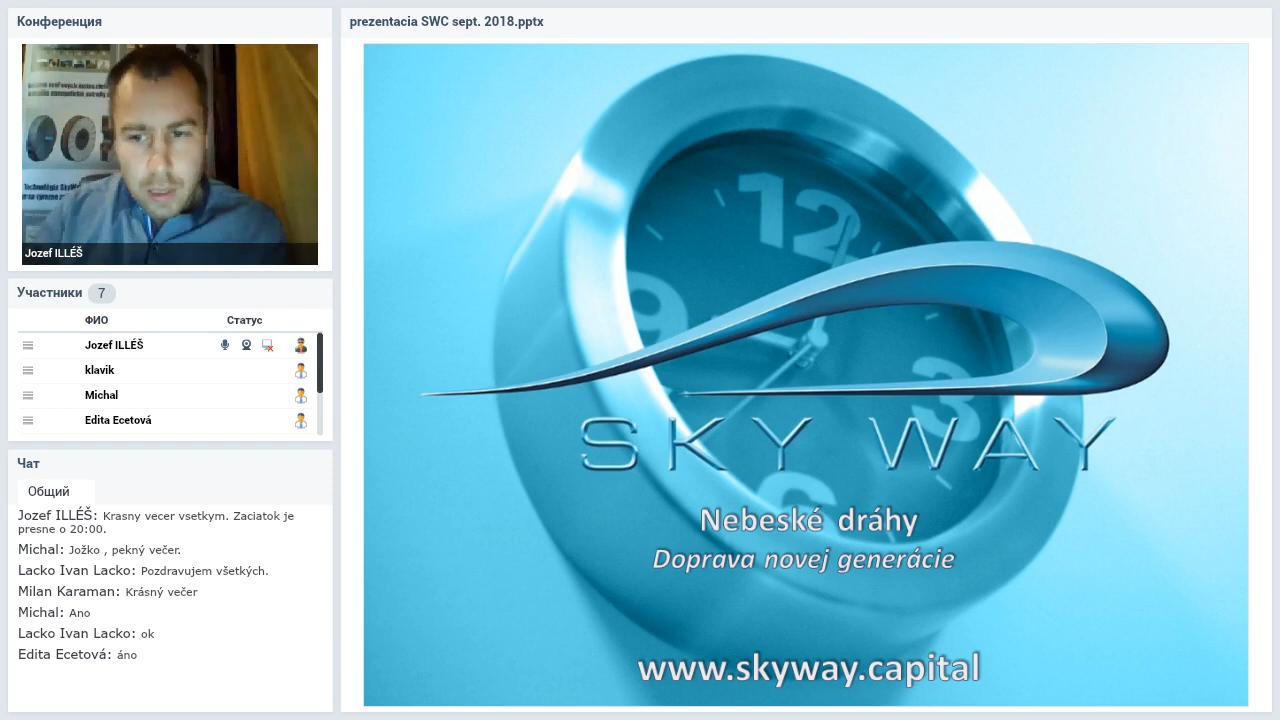 Конференция
Jozef ILLÉŠ
Участники 7
ФИО Статус
Jozef ILLÉŠ
klavik
Michal
Edita Ecetová
Чат
Общий
Jozef ILLÉŠ: Krasny vecer vsetkym. Zaciatok je
presne o 20:00.
Michal: Jožko , pekný večer.
Lacko Ivan Lacko: Pozdravujem všetkých.
Milan Karaman: Krásný večer
Michal: Ano
Lacko Ivan Lacko: ok
Edita Ecetová: áno
prezentacia SWC sept. 2018.pptx
12
9
3
6
SKY WAY
Nebeské dráhy
Doprava novej generácie
www.skyway.capital